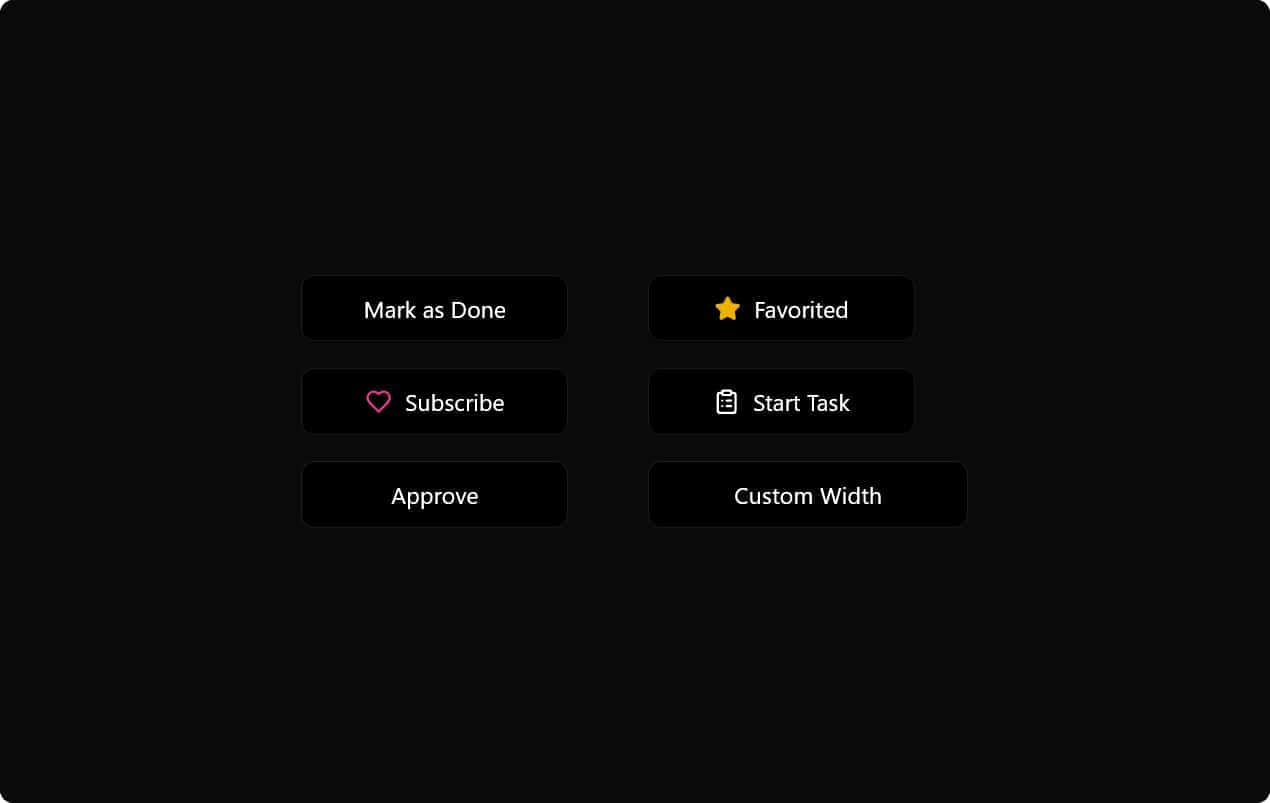 Mark as Done
Favorited
Subscribe
Start Task
Approve
Custom Width